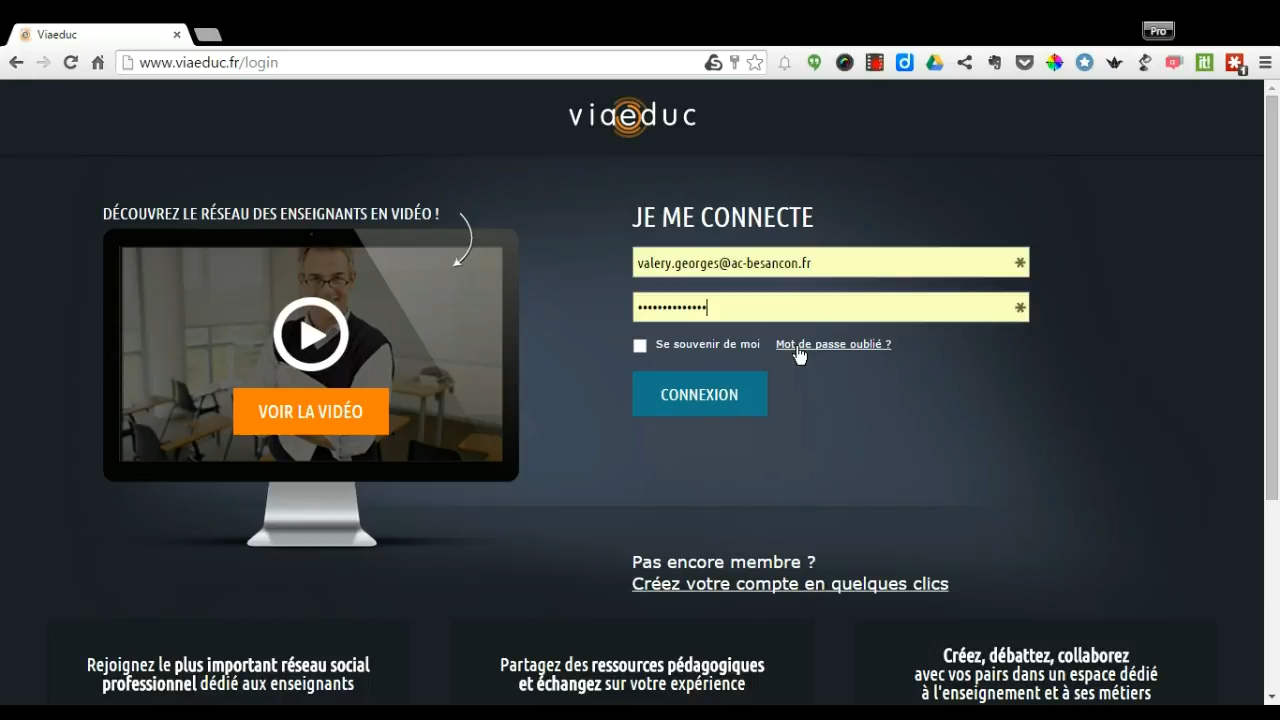 Viaeduc
Pro
www.viaeduc.fr/login
it!
1
viaeduc
DÉCOUVREZ LE RÉSEAU DES ENSEIGNANTS EN VIDÉO !
VOIR LA VIDÉO
JE ME CONNECTE
valery.georges@ac-besancon.fr
••••••••••••••
Se souvenir de moi Mot de passe oublié ?
CONNEXION
Pas encore membre ?
Créez votre compte en quelques clics
Rejoignez le plus important réseau social
professionnel dédié aux enseignants
Partagez des ressources pédagogiques
et échangez sur votre expérience
Créez, débattez, collaborez
avec vos pairs dans un espace dédié
à l'enseignement et à ses métiers